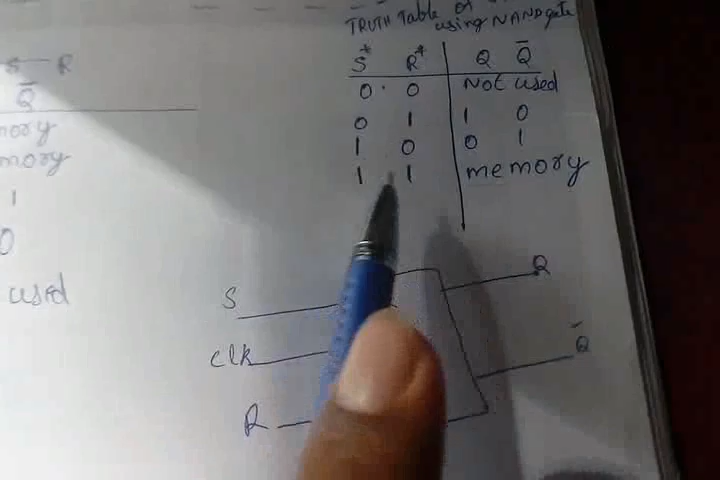 TRUTH Table of
using NAND gate
S* R* Q Q̄
0 0 Not used
0 1 1 0
1 0 0 1
1 1 memory
R
Q̄
mory
mory
1
0
used
S
Clk
R
Q
Q̄